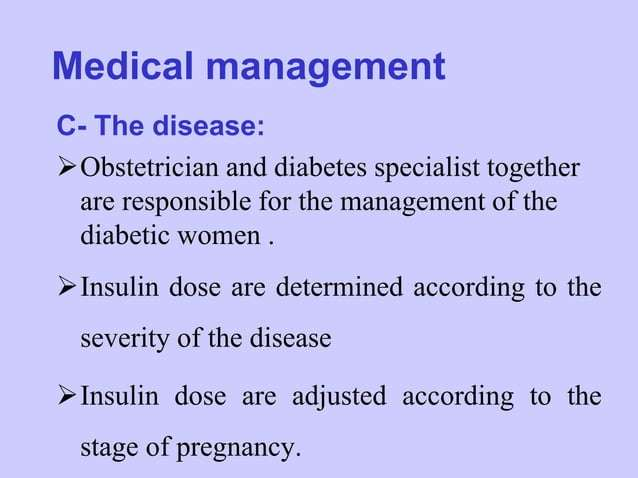 Medical management
C- The disease:
➢Obstetrician and diabetes specialist together
are responsible for the management of the
diabetic women .
➢Insulin dose are determined according to the
severity of the disease
➢Insulin dose are adjusted according to the
stage of pregnancy.